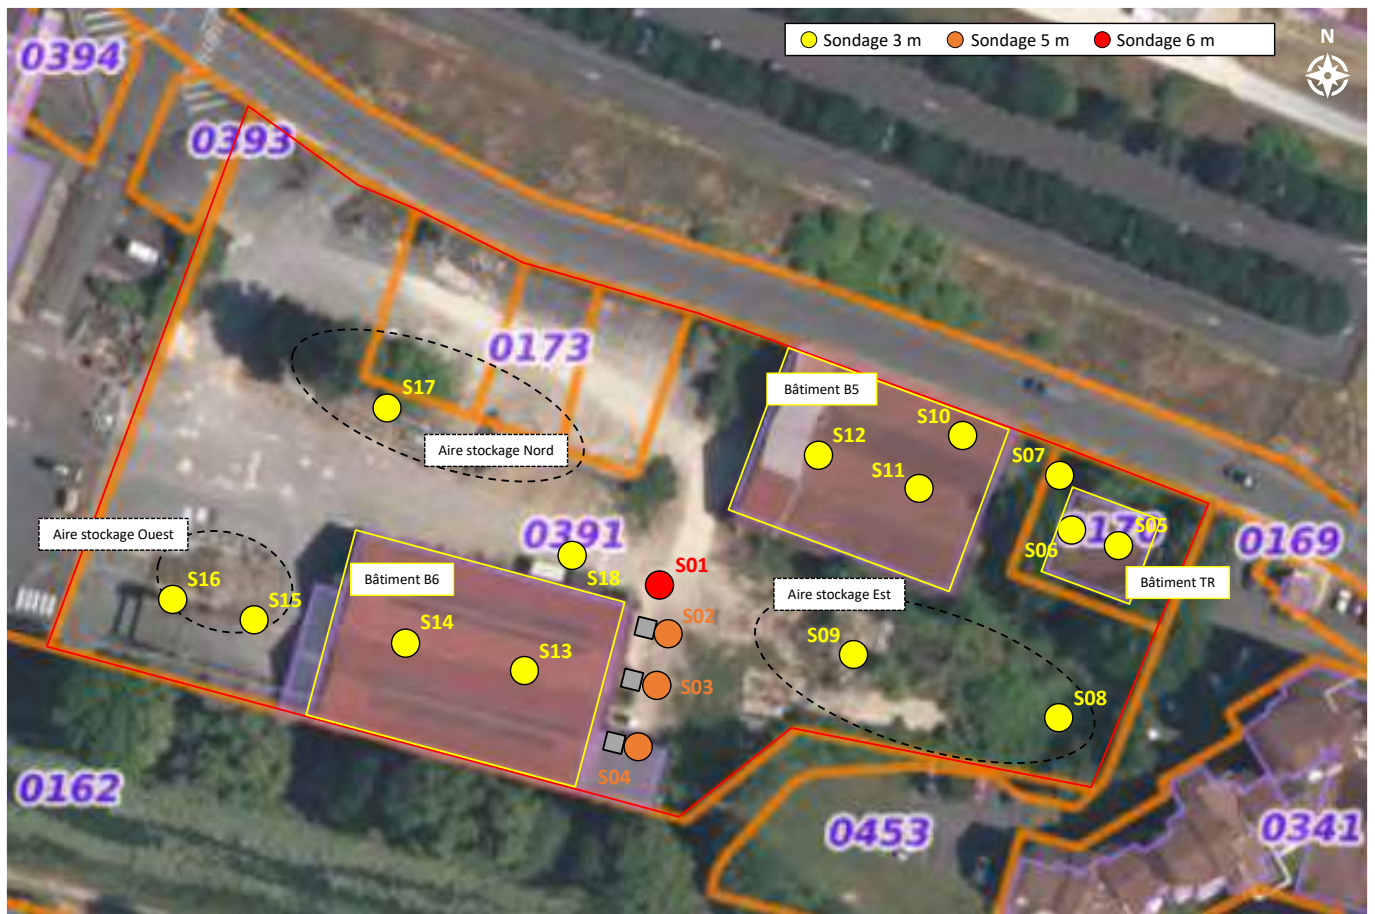 Sondage 3 m
Sondage 5 m
Sondage 6 m
N
0394
0393
0173
S17
Aire stockage Nord
Bâtiment B5
S10
S12
S11
S07
S05
S06
Bâtiment TR
0169
Aire stockage Ouest
0391
S18
S01
S02
S03
S04
Bâtiment B6
S14
S13
S16
S15
Aire stockage Est
S09
S08
0162
0453
0341